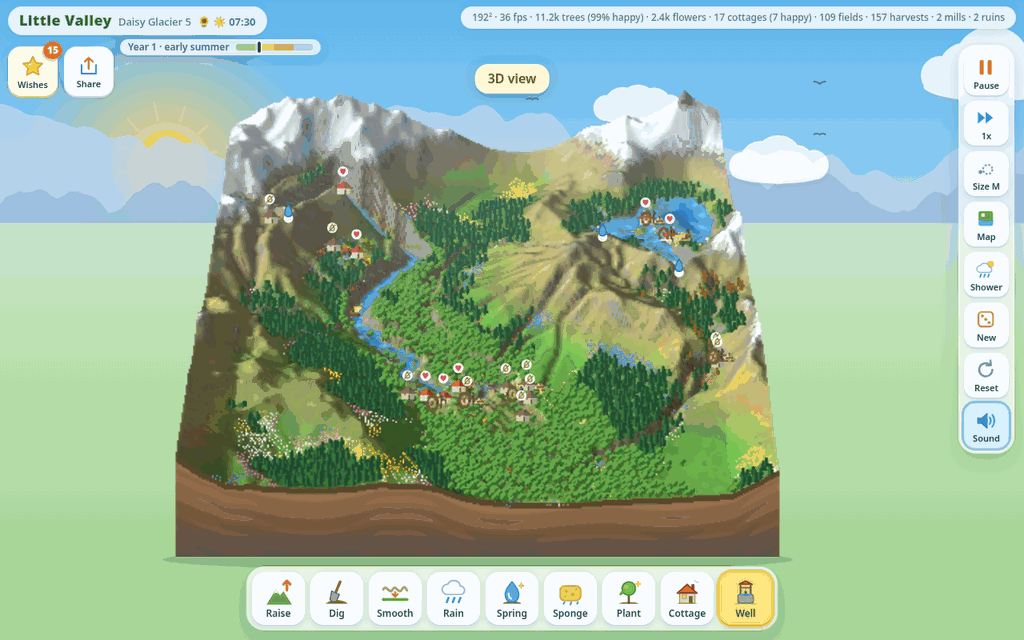 Little Valley Daisy Glacier 5 07:30
192² · 36 fps · 11.2k trees (99% happy) · 2.4k flowers · 17 cottages (7 happy) · 109 fields · 157 harvests · 2 mills · 2 ruins
Year 1 · early summer
15
Wishes
Share
3D view
Pause
1x
Size M
Map
Shower
New
Reset
Sound
Raise
Dig
Smooth
Rain
Spring
Sponge
Plant
Cottage
Well